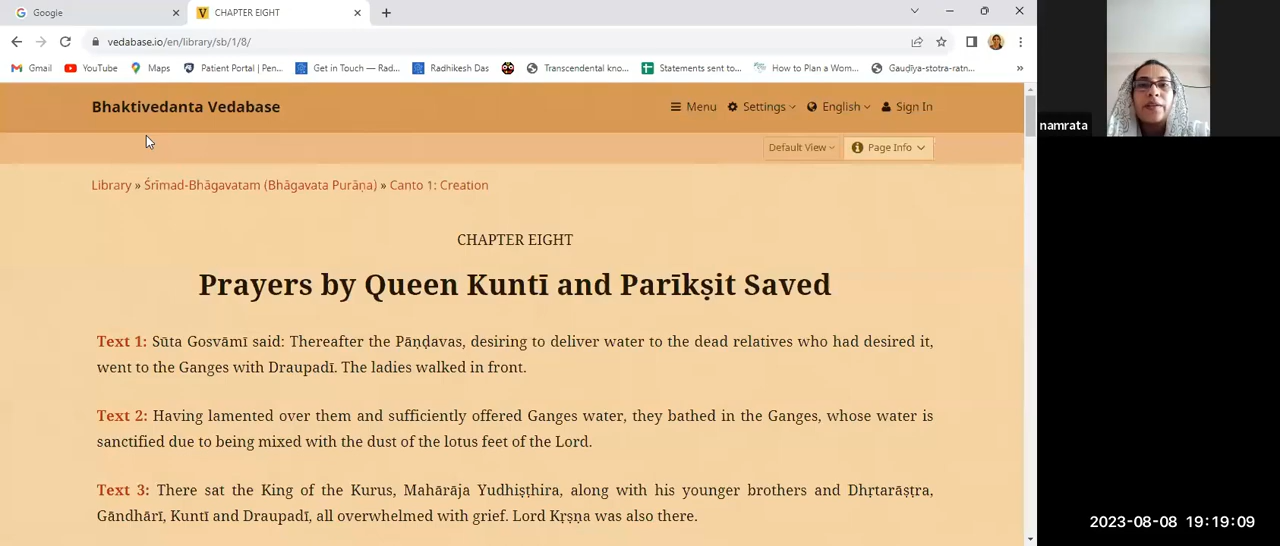 Google
CHAPTER EIGHT
vedabase.io/en/library/sb/1/8/
Gmail YouTube Maps Patient Portal | Pen... Get in Touch — Rad... Radhikesh Das Transcendental kno... Statements sent to... How to Plan a Wom... Gauḍīya-stotra-ratn...
Bhaktivedanta Vedabase Menu Settings English Sign In
Default View Page Info
Library » Śrīmad-Bhāgavatam (Bhāgavata Purāṇa) » Canto 1: Creation
CHAPTER EIGHT
Prayers by Queen Kuntī and Parīkṣit Saved
Text 1: Sūta Gosvāmī said: Thereafter the Pāṇḍavas, desiring to deliver water to the dead relatives who had desired it,
went to the Ganges with Draupadī. The ladies walked in front.
Text 2: Having lamented over them and sufficiently offered Ganges water, they bathed in the Ganges, whose water is
sanctified due to being mixed with the dust of the lotus feet of the Lord.
Text 3: There sat the King of the Kurus, Mahārāja Yudhiṣṭhira, along with his younger brothers and Dhṛtarāṣṭra,
Gāndhārī, Kuntī and Draupadī, all overwhelmed with grief. Lord Kṛṣṇa was also there.
namrata
2023-08-08 19:19:09